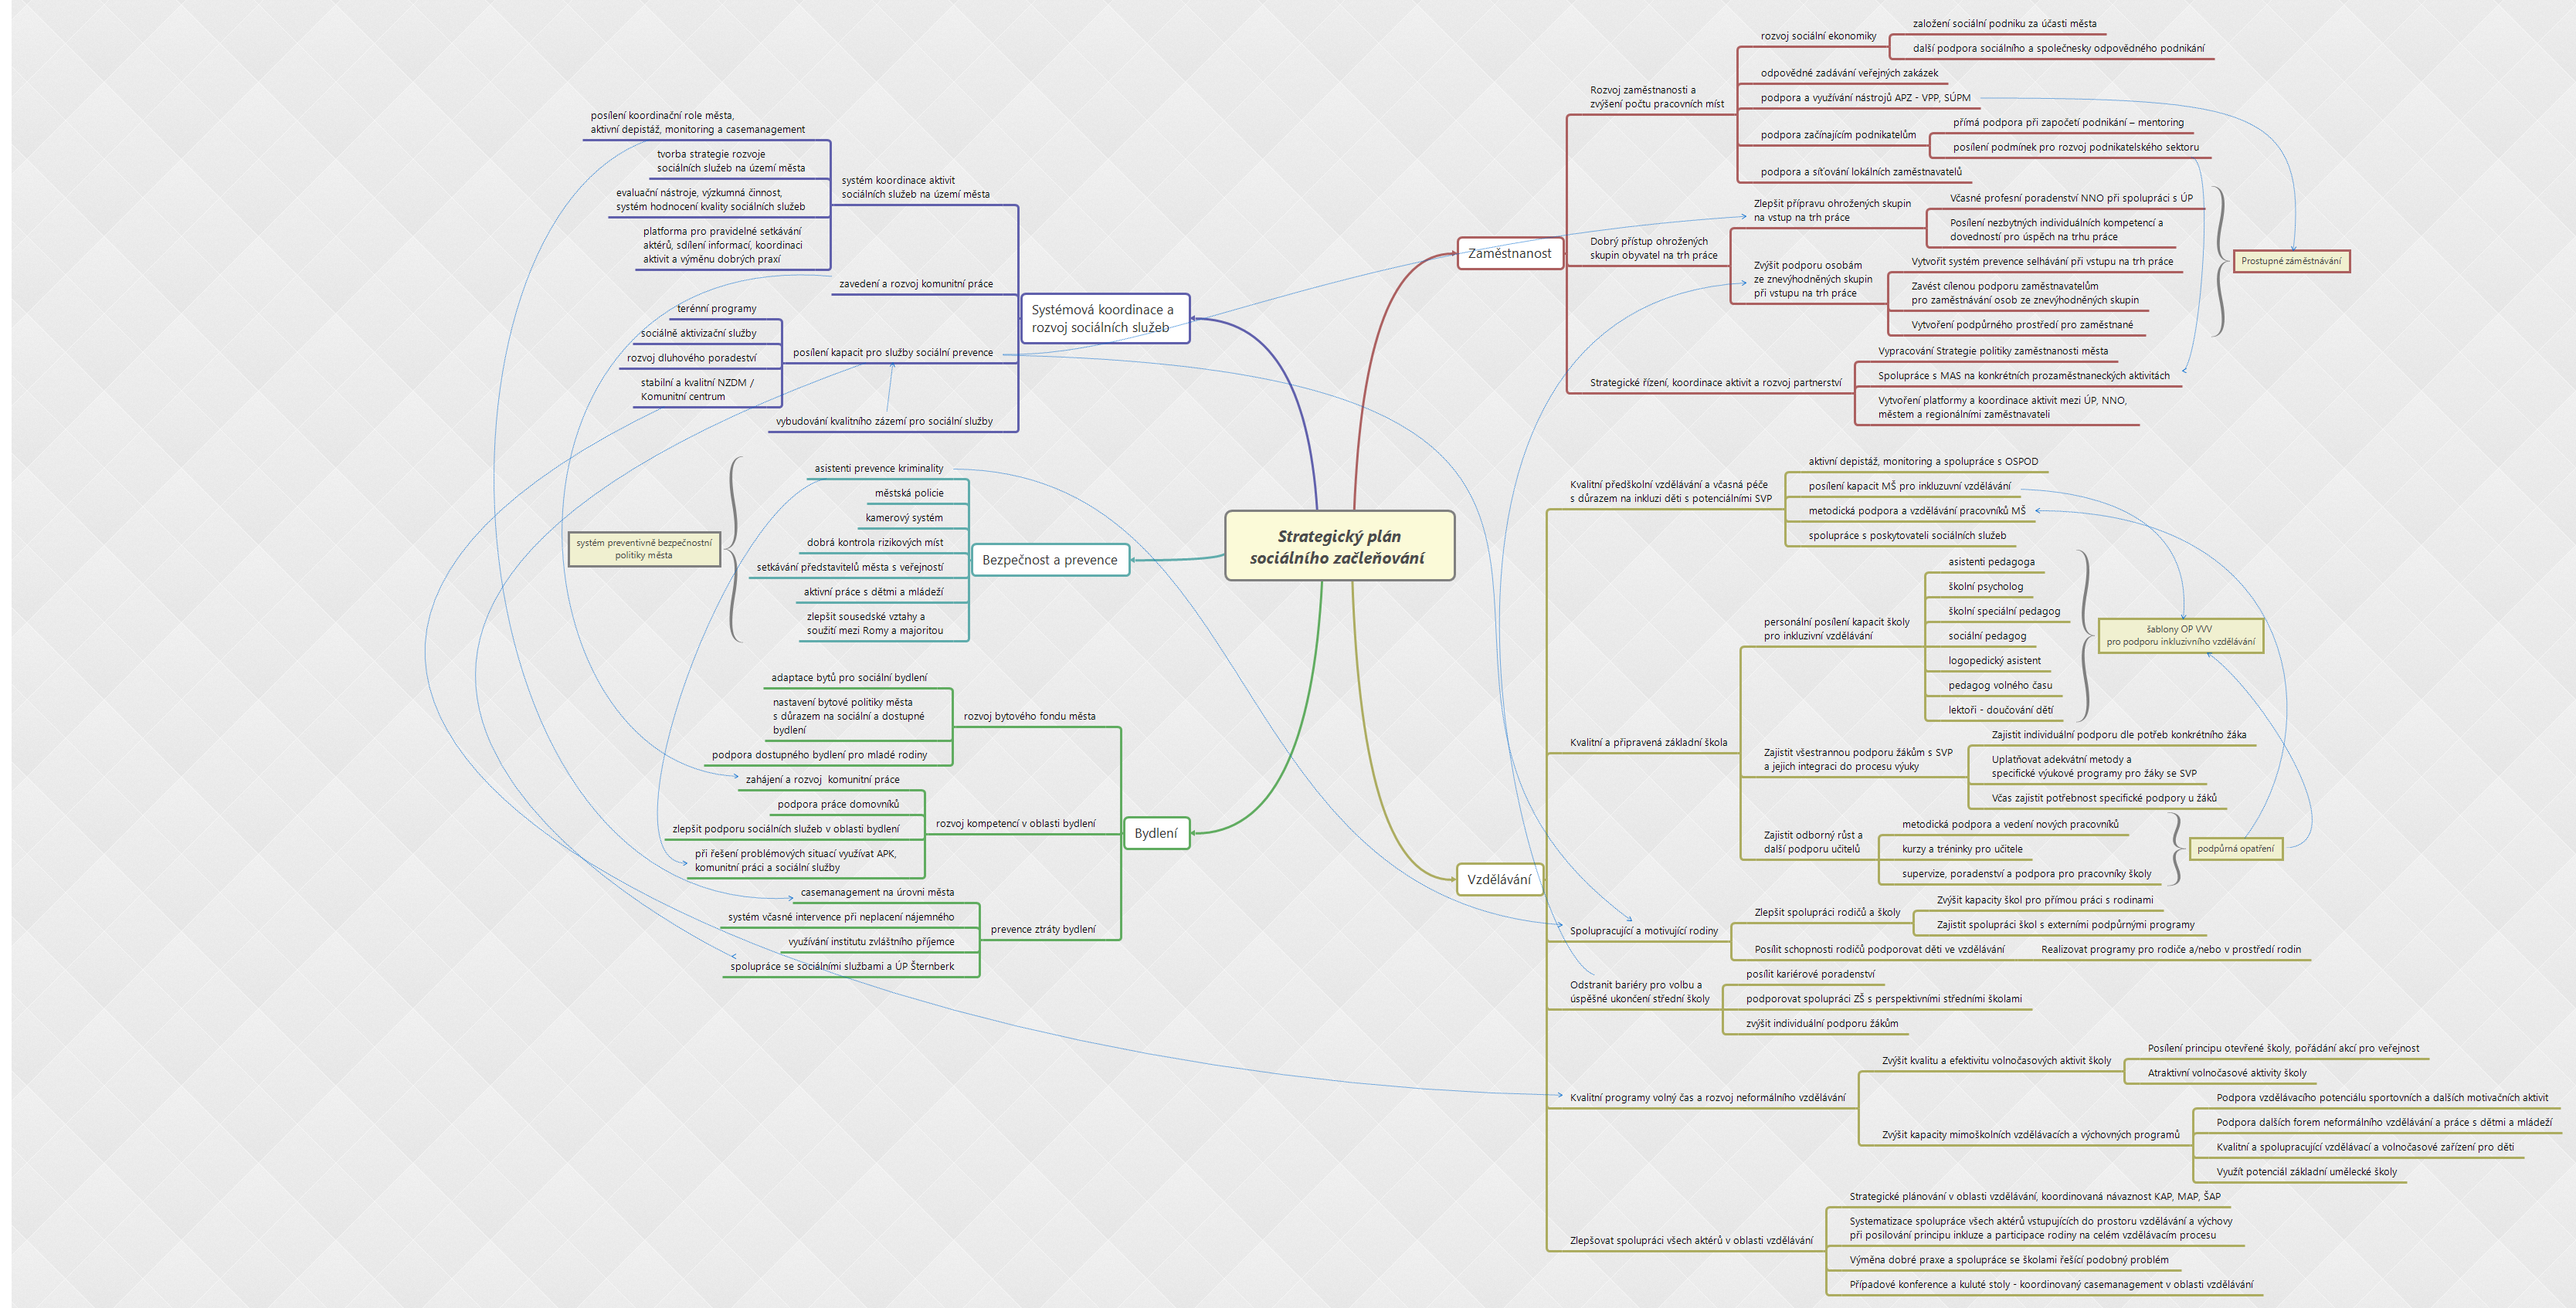 Strategický plán
sociálního začleňování
Systémová koordinace a
rozvoj sociálních služeb
systém koordinace aktivit
sociálních služeb na území města
posílení koordinační role města,
aktivní depistáž, monitoring a casemanagement
tvorba strategie rozvoje
sociálních služeb na území města
evaluační nástroje, výzkumná činnost,
systém hodnocení kvality sociálních služeb
platforma pro pravidelné setkávání
aktérů, sdílení informací, koordinaci
aktivit a výměnu dobrých praxí
zavedení a rozvoj komunitní práce
posílení kapacit pro služby sociální prevence
terénní programy
sociálně aktivizační služby
rozvoj dluhového poradeství
stabilní a kvalitní NZDM /
Komunitní centrum
vybudování kvalitního zázemí pro sociální služby
Bezpečnost a prevence
asistenti prevence kriminality
městská policie
kamerový systém
dobrá kontrola rizikových míst
setkávání představitelů města s veřejností
aktivní práce s dětmi a mládeží
zlepšit sousedské vztahy a
soužití mezi Romy a majoritou
systém preventivně bezpečnostní
politiky města
Bydlení
rozvoj bytového fondu města
adaptace bytů pro sociální bydlení
nastavení bytové politiky města
s důrazem na sociální a dostupné
bydlení
podpora dostupného bydlení pro mladé rodiny
rozvoj kompetencí v oblasti bydlení
zahájení a rozvoj  komunitní práce
podpora práce domovníků
zlepšit podporu sociálních služeb v oblasti bydlení
při řešení problémových situací využívat APK,
komunitní práci a sociální služby
prevence ztráty bydlení
casemanagement na úrovni města
systém včasné intervence při neplacení nájemného
využívání institutu zvláštního příjemce
spolupráce se sociálními službami a ÚP Šternberk
Zaměstnanost
Rozvoj zaměstnanosti a
zvýšení počtu pracovních míst
rozvoj sociální ekonomiky
založení sociální podniku za účasti města
další podpora sociálního a společnesky odpovědného podnikání
odpovědné zadávání veřejných zakázek
podpora a využívání nástrojů APZ - VPP, SÚPM
podpora začínajícím podnikatelům
přímá podpora při započetí podnikání – mentoring
posílení podmínek pro rozvoj podnikatelského sektoru
podpora a síťování lokálních zaměstnavatelů
Dobrý přístup ohrožených
skupin obyvatel na trh práce
Zlepšit přípravu ohrožených skupin
na vstup na trh práce
Včasné profesní poradenství NNO při spolupráci s ÚP
Posílení nezbytných individuálních kompetencí a
dovedností pro úspěch na trhu práce
Zvýšit podporu osobám
ze znevýhodněných skupin
při vstupu na trh práce
Vytvořit systém prevence selhávání při vstupu na trh práce
Zavést cílenou podporu zaměstnavatelům
pro zaměstnávání osob ze znevýhodněných skupin
Vytvoření podpůrného prostředí pro zaměstnané
Prostupné záměstnávání
Strategické řízení, koordinace aktivit a rozvoj partnerství
Vypracování Strategie politiky zaměstnanosti města
Spolupráce s MAS na konkrétních prozaměstnaneckých aktivitách
Vytvoření platformy a koordinace aktivit mezi ÚP, NNO,
městem a regionálními zaměstnavateli
Vzdělávání
Kvalitní předškolní vzdělávání a včasná péče
s důrazem na inkluzi děti s potenciálními SVP
aktivní depistáž, monitoring a spolupráce s OSPOD
posílení kapacit MŠ pro inkluzuvní vzdělávání
metodická podpora a vzdělávání pracovníků MŠ
spolupráce s poskytovateli sociálních služeb
Kvalitní a připravená základní škola
personální posílení kapacit školy
pro inkluzivní vzdělávání
asistenti pedagoga
školní psycholog
školní speciální pedagog
sociální pedagog
logopedický asistent
pedagog volného času
lektoři - doučování dětí
šablony OP VVV
pro podporu inkluzivního vzdělávání
Zajistit všestrannou podporu žákům s SVP
a jejich integraci do procesu výuky
Zajistit individuální podporu dle potřeb konkrétního žáka
Uplatňovat adekvátní metody a
specifické výukové programy pro žáky se SVP
Včas zajistit potřebnost specifické podpory u žáků
Zajistit odborný růst a
další podporu učitelů
metodická podpora a vedení nových pracovníků
kurzy a tréninky pro učitele
supervize, poradenství a podpora pro pracovníky školy
podpůrná opatření
Spolupracující a motivující rodiny
Zlepšit spolupráci rodičů a školy
Zvýšit kapacity škol pro přímou práci s rodinami
Zajistit spolupráci škol s externími podpůrnými programy
Posílit schopnosti rodičů podporovat děti ve vzdělávání
Realizovat programy pro rodiče a/nebo v prostředí rodin
Odstranit bariéry pro volbu a
úspěšné ukončení střední školy
posílit kariérové poradenství
podporovat spolupráci ZŠ s perspektivními středními školami
zvýšit individuální podporu žákům
Kvalitní programy volný čas a rozvoj neformálního vzdělávání
Zvýšit kvalitu a efektivitu volnočasových aktivit školy
Posílení principu otevřené školy, pořádání akcí pro veřejnost
Atraktivní volnočasové aktivity školy
Zvýšit kapacity mimoškolních vzdělávacích a výchovných programů
Podpora vzdělávacího potenciálu sportovních a dalších motivačních aktivit
Podpora dalších forem neformálního vzdělávání a práce s dětmi a mládeží
Kvalitní a spolupracující vzdělávací a volnočasové zařízení pro děti
Využít potenciál základní umělecké školy
Zlepšovat spolupráci všech aktérů v oblasti vzdělávání
Strategické plánování v oblasti vzdělávání, koordinovaná návaznost KAP, MAP, ŠAP
Systematizace spolupráce všech aktérů vstupujících do prostoru vzdělávání a výchovy
při posilování principu inkluze a participace rodiny na celém vzdělávacím procesu
Výměna dobré praxe a spolupráce se školami řešící podobný problém
Případové konference a kuluté stoly - koordinovaný casemanagement v oblasti vzdělávání